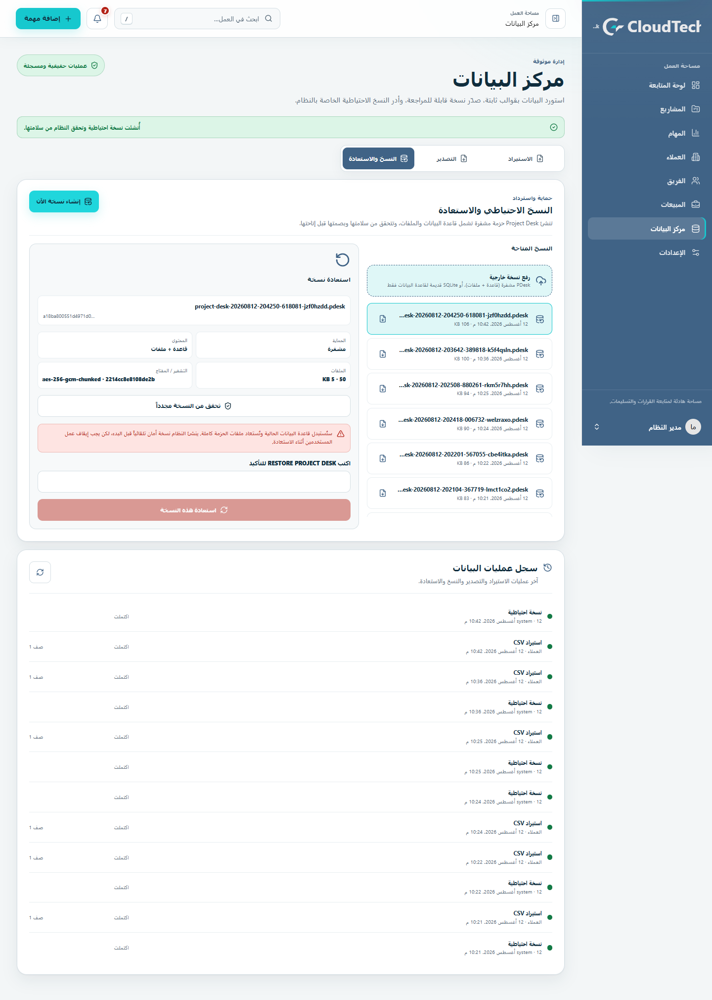 CloudTech
..k
مساحة العمل
لوحة المتابعة
المشاريع
المهام
العملاء
الفريق
المبيعات
مركز البيانات
الإعدادات
مساحة هادئة لمتابعة القرارات والتسليمات.
ما
مدير النظام
مساحة العمل
مركز البيانات
ابحث في العمل...
/
7
إضافة مهمة
إدارة موثوقة
مركز البيانات
استورد البيانات بقوالب ثابتة، صدّر نسخة قابلة للمراجعة، وأدر النسخ الاحتياطية الخاصة بالنظام.
عمليات حقيقية ومسجلة
أُنشئت نسخة احتياطية وتحقق النظام من سلامتها.
الاستيراد
التصدير
النسخ والاستعادة
حماية واسترداد
النسخ الاحتياطي والاستعادة
تنشئ Project Desk حزمة مشفرة تشمل قاعدة البيانات والملفات، وتتحقق من سلامتها وبصمتها قبل إتاحتها.
إنشاء نسخة الآن
النسخ المتاحة
رفع نسخة خارجية
PDesk مشفرة (قاعدة + ملفات)، أو SQLite قديمة لقاعدة البيانات فقط
...esk-20260812-204250-618081-jzf0hzdd.pdesk
12 أغسطس 2026، 10:42 م · 106 KB
...esk-20260812-203642-389818-k5f4qsln.pdesk
12 أغسطس 2026، 10:36 م · 100 KB
...sk-20260812-202508-880261-rkm5r7hh.pdesk
12 أغسطس 2026، 10:25 م · 94 KB
...esk-20260812-202418-006732-welzraxo.pdesk
12 أغسطس 2026، 10:24 م · 90 KB
...esk-20260812-202201-567055-cbe4itka.pdesk
12 أغسطس 2026، 10:22 م · 86 KB
...esk-20260812-202104-367719-lmct1co2.pdesk
12 أغسطس 2026، 10:21 م · 83 KB
استعادة نسخة
project-desk-20260812-204250-618081-jzf0hzdd.pdesk
a18ba800551d4971d0...
الحماية
مشفرة
المحتوى
قاعدة + ملفات
الملفات
50 · 5 KB
التشفير / المفتاح
aes-256-gcm-chunked · 2214cc8e8108de2b
تحقق من النسخة مجدداً
ستُستبدل قاعدة البيانات الحالية وتُستعاد ملفات الحزمة كاملة. ينشئ النظام نسخة أمان تلقائياً قبل البدء، لكن يجب إيقاف عمل
المستخدمين أثناء الاستعادة.
اكتب RESTORE PROJECT DESK للتأكيد
استعادة هذه النسخة
سجل عمليات البيانات
آخر عمليات الاستيراد والتصدير والنسخ والاستعادة.
نسخة احتياطية
system · 12 أغسطس 2026، 10:42 م
اكتملت
استيراد CSV
العملاء · 12 أغسطس 2026، 10:42 م
اكتملت
1 صف
استيراد CSV
العملاء · 12 أغسطس 2026، 10:36 م
اكتملت
1 صف
نسخة احتياطية
system · 12 أغسطس 2026، 10:36 م
اكتملت
استيراد CSV
العملاء · 12 أغسطس 2026، 10:25 م
اكتملت
1 صف
نسخة احتياطية
system · 12 أغسطس 2026، 10:25 م
اكتملت
نسخة احتياطية
system · 12 أغسطس 2026، 10:24 م
اكتملت
استيراد CSV
العملاء · 12 أغسطس 2026، 10:24 م
اكتملت
1 صف
استيراد CSV
العملاء · 12 أغسطس 2026، 10:22 م
اكتملت
1 صف
نسخة احتياطية
system · 12 أغسطس 2026، 10:22 م
اكتملت
استيراد CSV
العملاء · 12 أغسطس 2026، 10:21 م
اكتملت
1 صف
نسخة احتياطية
system · 12 أغسطس 2026، 10:21 م
اكتملت